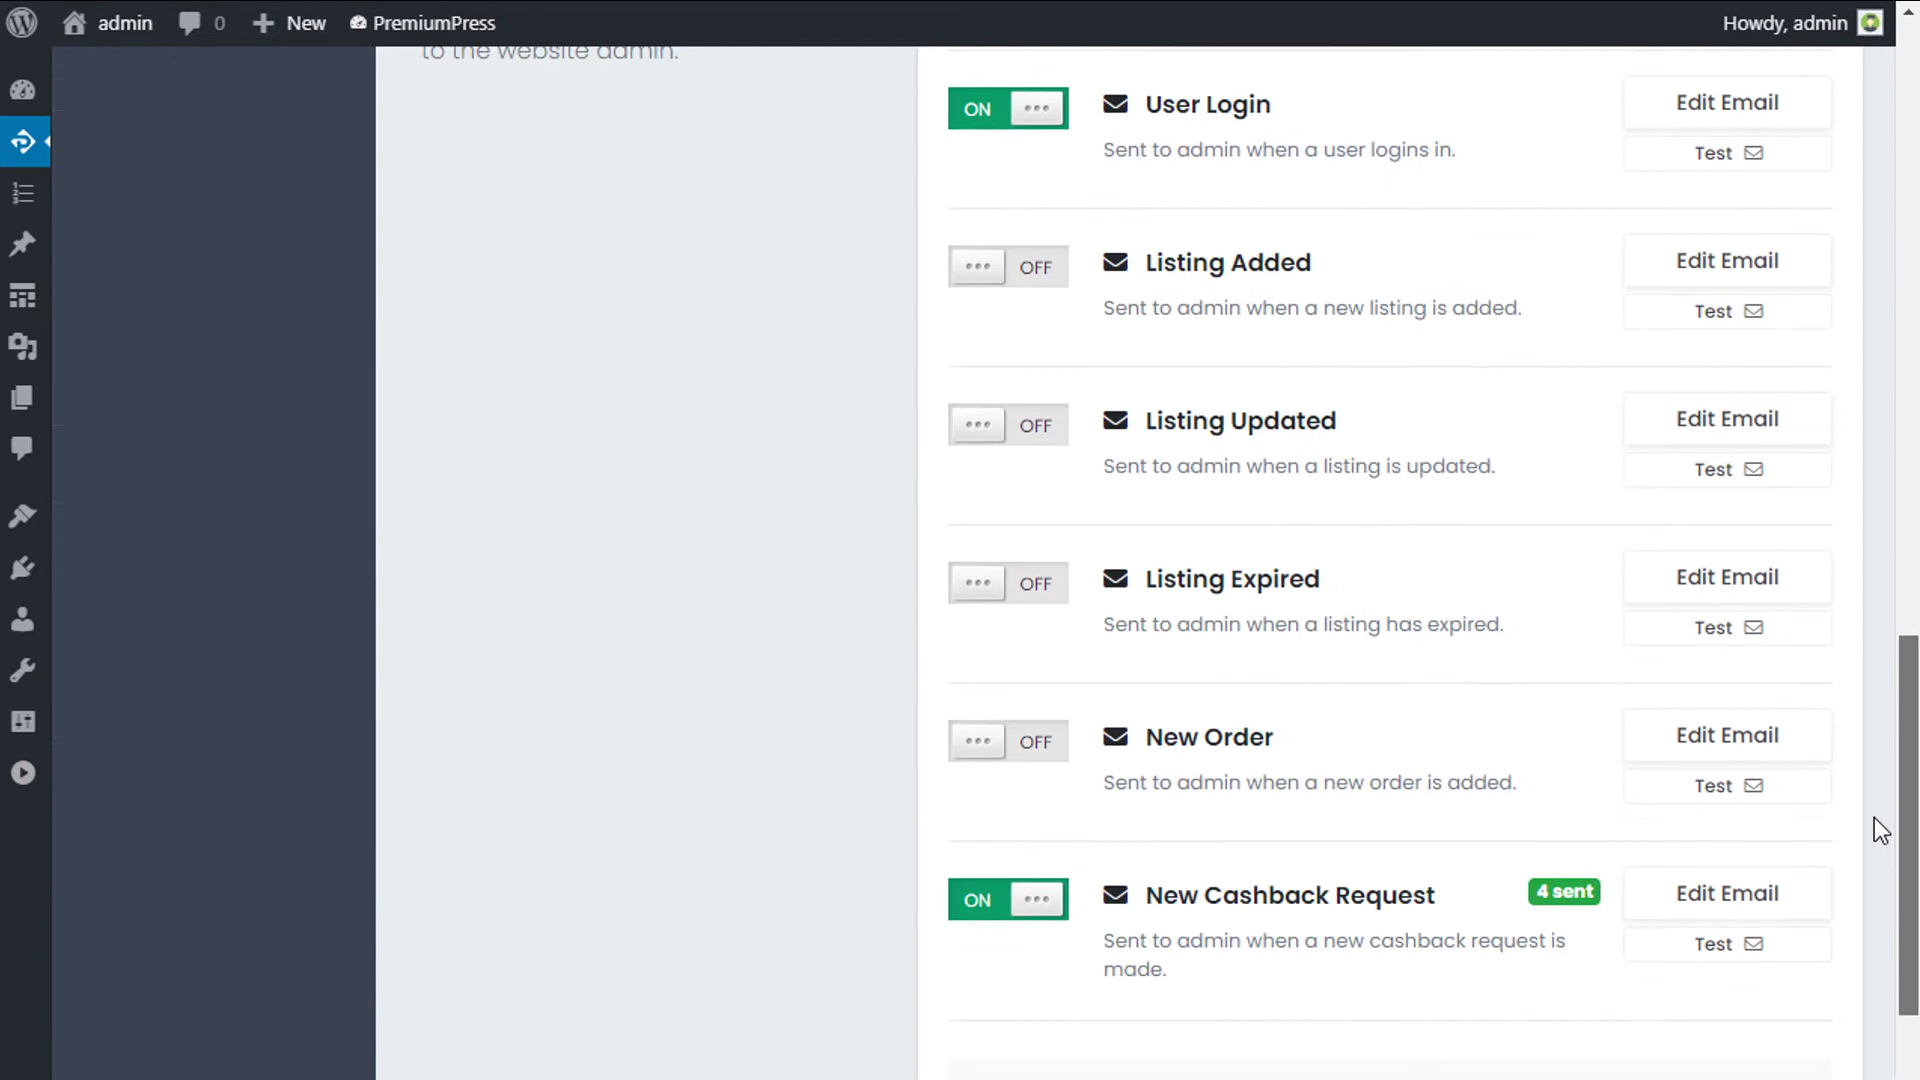 admin 0 New PremiumPress Howdy, admin
to the website admin.
ON User Login Edit Email
Sent to admin when a user logins in. Test
OFF Listing Added Edit Email
Sent to admin when a new listing is added. Test
OFF Listing Updated Edit Email
Sent to admin when a listing is updated. Test
OFF Listing Expired Edit Email
Sent to admin when a listing has expired. Test
OFF New Order Edit Email
Sent to admin when a new order is added. Test
ON New Cashback Request 4 sent Edit Email
Sent to admin when a new cashback request is Test
made.